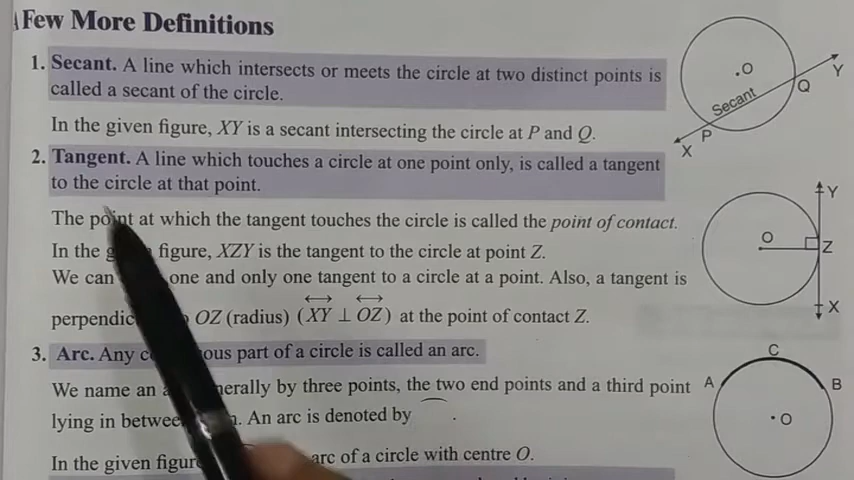 A Few More Definitions
1. Secant. A line which intersects or meets the circle at two distinct points is
called a secant of the circle.
In the given figure, XY is a secant intersecting the circle at P and Q.
2. Tangent. A line which touches a circle at one point only, is called a tangent
to the circle at that point.
The point at which the tangent touches the circle is called the point of contact.
In the figure, XZY is the tangent to the circle at point Z.
We can one and only one tangent to a circle at a point. Also, a tangent is
OZ (radius) (XY ⊥ OZ) at the point of contact Z.
3. Arc. Any part of a circle is called an arc.
We name an by three points, the two end points and a third point
lying in An arc is denoted by ⌒ .
In the given arc of a circle with centre O.
O
Y
Q
Secant
P
X
Y
O
Z
X
C
A
B
O